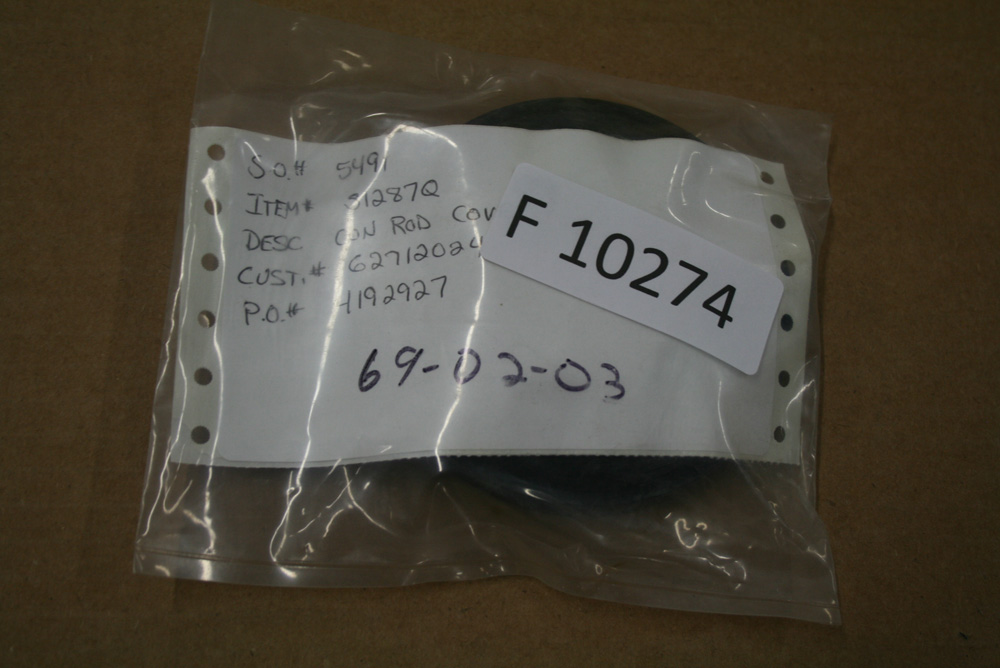 S.O.# 5491
ITEM# S1287Q
DESC. CON ROD COV
CUST.# 62712024
P.O.# 4192927
F 10274
69-02-03